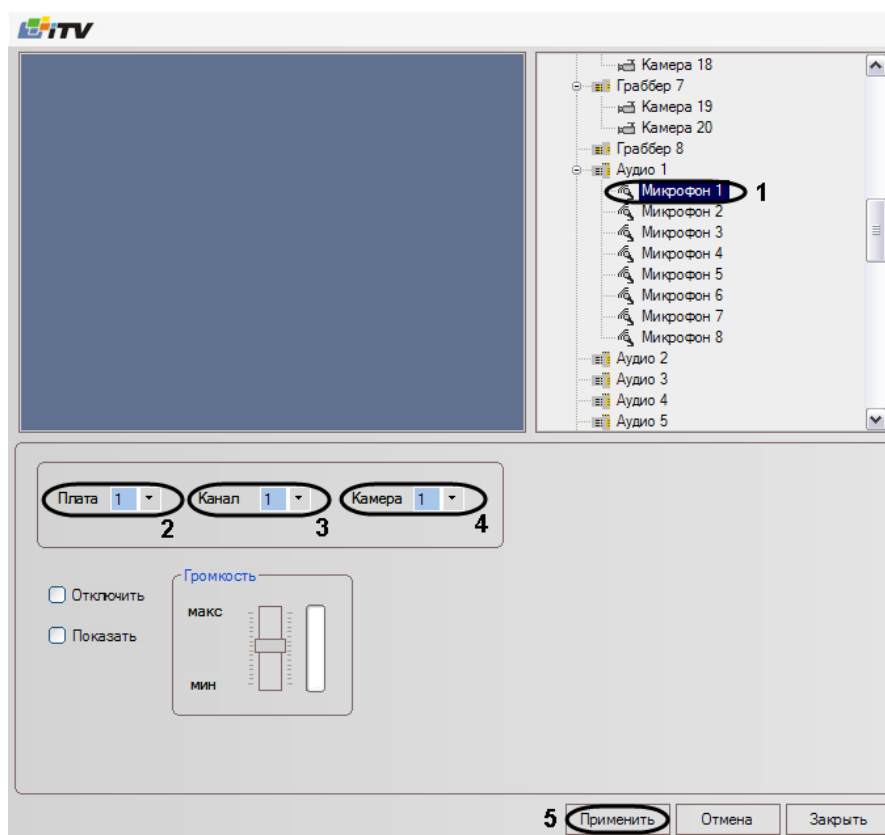 iTV
Камера 18
Граббер 7
Камера 19
Камера 20
Граббер 8
Аудио 1
Микрофон 1 1
Микрофон 2
Микрофон 3
Микрофон 4
Микрофон 5
Микрофон 6
Микрофон 7
Микрофон 8
Аудио 2
Аудио 3
Аудио 4
Аудио 5
Плата 1 Канал 1 Камера 1
2 3 4
Отключить
Показать
Громкость
макс
мин
5 Применить Отмена Закрыть